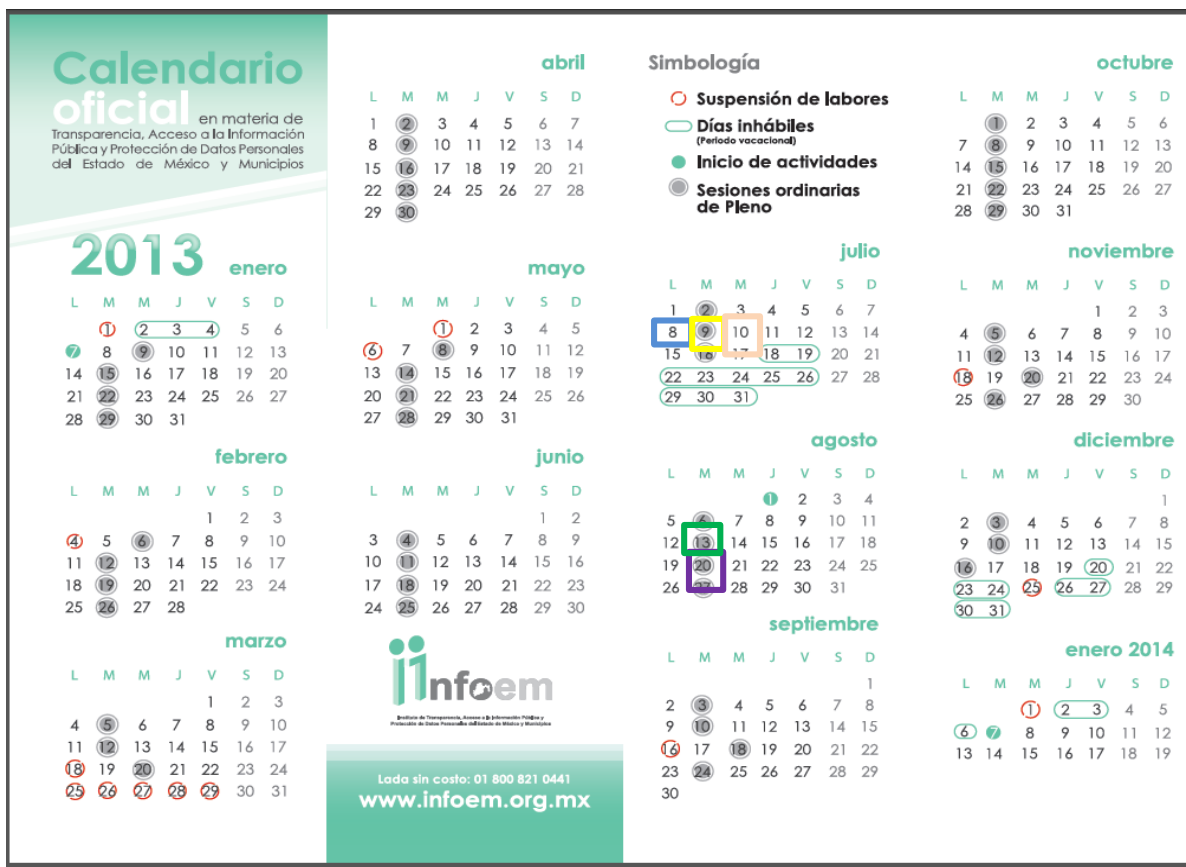 Calendario
oficial en materia de
Transparencia, Acceso a la Información
Pública y Protección de Datos Personales
del Estado de México y Municipios
2013 enero
L M M J V S D
1 2 3 4 5 6
7 8 9 10 11 12 13
14 15 16 17 18 19 20
21 22 23 24 25 26 27
28 29 30 31
febrero
L M M J V S D
1 2 3
4 5 6 7 8 9 10
11 12 13 14 15 16 17
18 19 20 21 22 23 24
25 26 27 28
marzo
L M M J V S D
1 2 3
4 5 6 7 8 9 10
11 12 13 14 15 16 17
18 19 20 21 22 23 24
25 26 27 28 29 30 31
abril
L M M J V S D
1 2 3 4 5 6 7
8 9 10 11 12 13 14
15 16 17 18 19 20 21
22 23 24 25 26 27 28
29 30
mayo
L M M J V S D
1 2 3 4 5
6 7 8 9 10 11 12
13 14 15 16 17 18 19
20 21 22 23 24 25 26
27 28 29 30 31
junio
L M M J V S D
1 2
3 4 5 6 7 8 9
10 11 12 13 14 15 16
17 18 19 20 21 22 23
24 25 26 27 28 29 30
infoem
Instituto de Transparencia, Acceso a la Información Pública y
Protección de Datos Personales del Estado de México y Municipios
Lada sin costo: 01 800 821 0441
www.infoem.org.mx
Simbología
Suspensión de labores
Días inhábiles
(Periodo vacacional)
Inicio de actividades
Sesiones ordinarias
de Pleno
julio
L M M J V S D
1 2 3 4 5 6 7
8 9 10 11 12 13 14
15 16 17 18 19 20 21
22 23 24 25 26 27 28
29 30 31
agosto
L M M J V S D
1 2 3 4
5 6 7 8 9 10 11
12 13 14 15 16 17 18
19 20 21 22 23 24 25
26 27 28 29 30 31
septiembre
L M M J V S D
1
2 3 4 5 6 7 8
9 10 11 12 13 14 15
16 17 18 19 20 21 22
23 24 25 26 27 28 29
30
octubre
L M M J V S D
1 2 3 4 5 6
7 8 9 10 11 12 13
14 15 16 17 18 19 20
21 22 23 24 25 26 27
28 29 30 31
noviembre
L M M J V S D
1 2 3
4 5 6 7 8 9 10
11 12 13 14 15 16 17
18 19 20 21 22 23 24
25 26 27 28 29 30
diciembre
L M M J V S D
1
2 3 4 5 6 7 8
9 10 11 12 13 14 15
16 17 18 19 20 21 22
23 24 25 26 27 28 29
30 31
enero 2014
L M M J V S D
1 2 3 4 5
6 7 8 9 10 11 12
13 14 15 16 17 18 19